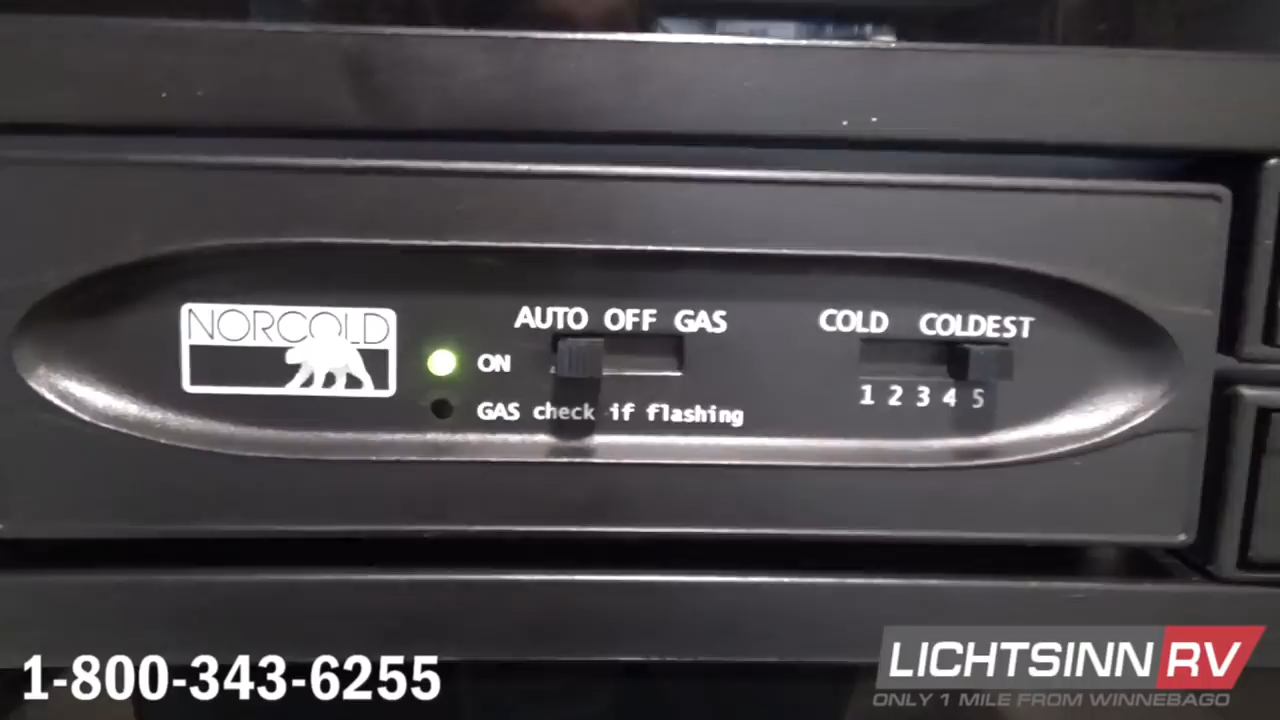 NORCOLD
AUTO OFF GAS
COLD COLDEST
ON
1 2 3 4 5
GAS check if flashing
1-800-343-6255
LICHTSINN RV
ONLY 1 MILE FROM WINNEBAGO